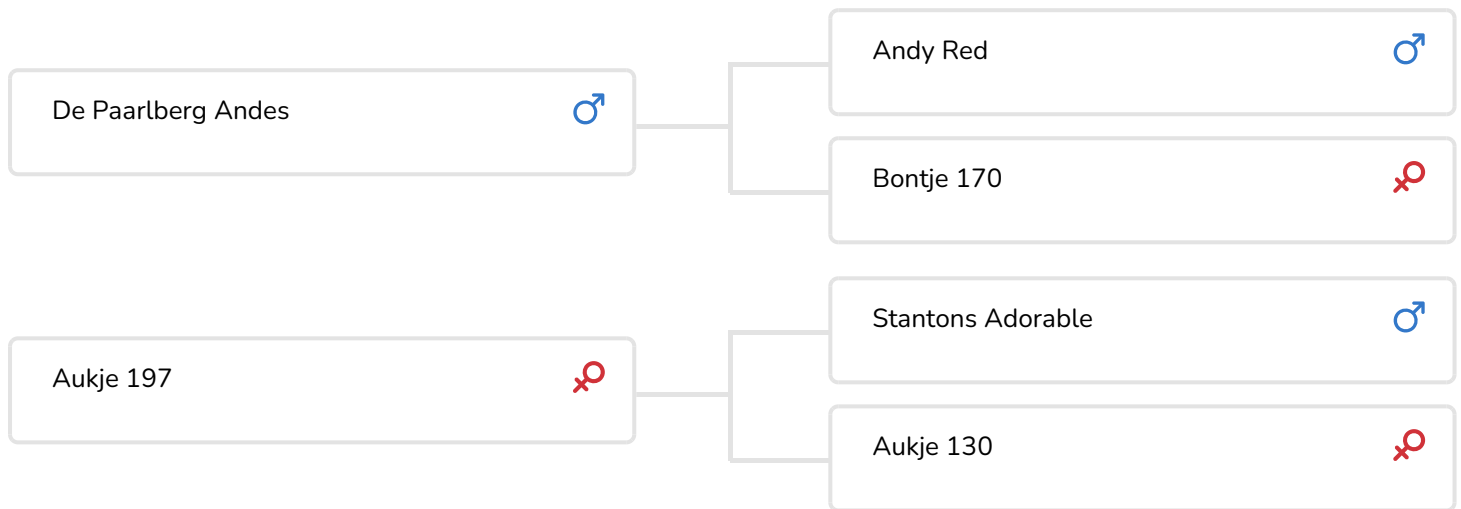 De Paarlberg Andes
Andy Red
Bontje 170
Aukje 197
Stantons Adorable
Aukje 130